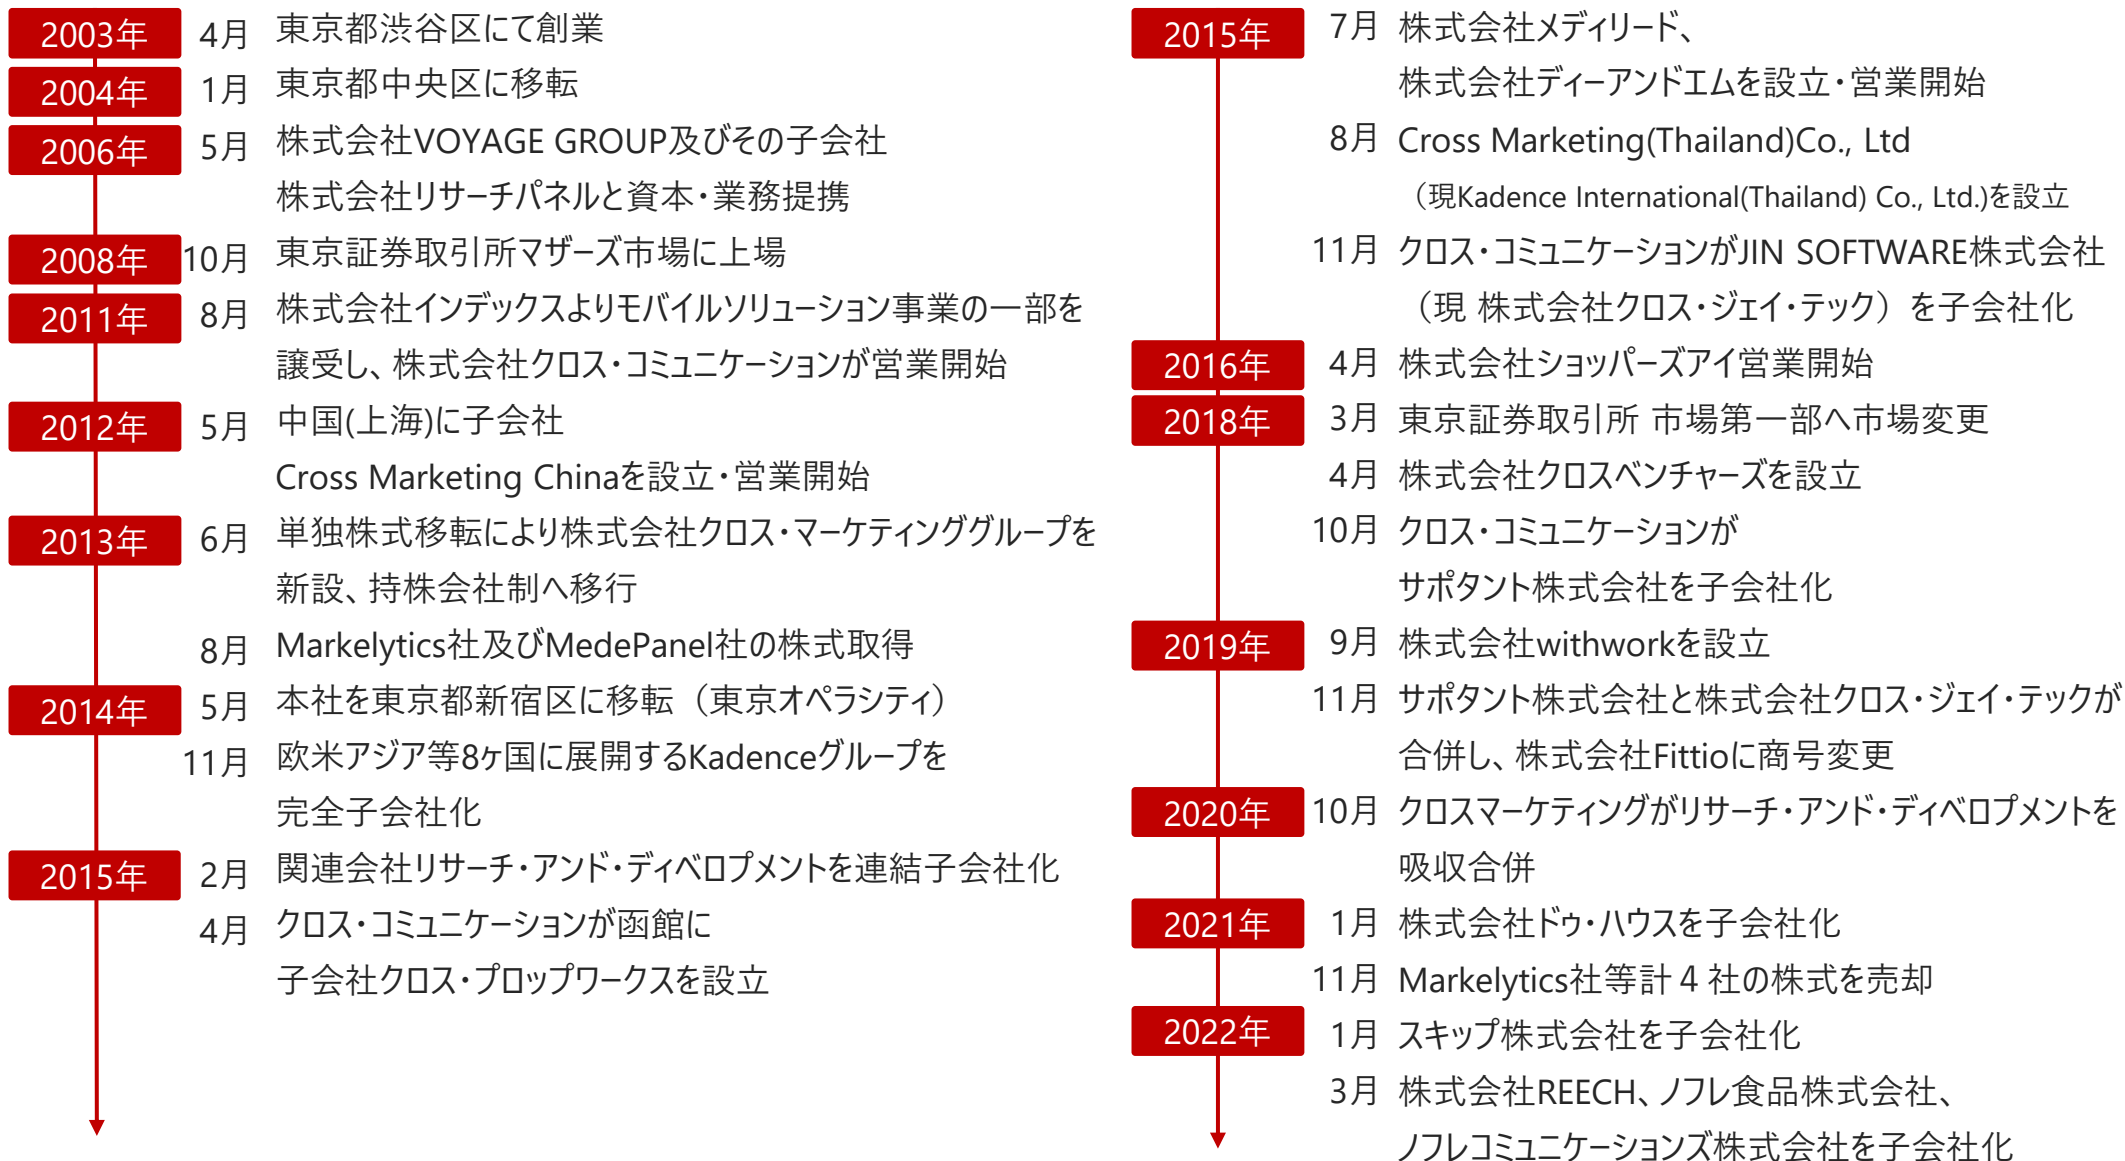 2003年 4月 東京都渋谷区にて創業
2004年 1月 東京都中央区に移転
2006年 5月 株式会社VOYAGE GROUP及びその子会社
株式会社リサーチパネルと資本・業務提携
2008年 10月 東京証券取引所マザーズ市場に上場
2011年 8月 株式会社インデックスよりモバイルソリューション事業の一部を
譲受し、株式会社クロス・コミュニケーションが営業開始
2012年 5月 中国(上海)に子会社
Cross Marketing Chinaを設立・営業開始
2013年 6月 単独株式移転により株式会社クロス・マーケティンググループを
新設、持株会社制へ移行
8月 Markelytics社及びMedePanel社の株式取得
2014年 5月 本社を東京都新宿区に移転（東京オペラシティ）
11月 欧米アジア等8ヶ国に展開するKadenceグループを
完全子会社化
2015年 2月 関連会社リサーチ・アンド・ディベロプメントを連結子会社化
4月 クロス・コミュニケーションが函館に
子会社クロス・プロップワークスを設立
2015年 7月 株式会社メディリード、
株式会社ディーアンドエムを設立・営業開始
8月 Cross Marketing(Thailand)Co., Ltd
（現Kadence International(Thailand) Co., Ltd.)を設立
11月 クロス・コミュニケーションがJIN SOFTWARE株式会社
（現 株式会社クロス・ジェイ・テック）を子会社化
2016年 4月 株式会社ショッパーズアイ営業開始
2018年 3月 東京証券取引所 市場第一部へ市場変更
4月 株式会社クロスベンチャーズを設立
10月 クロス・コミュニケーションが
サポタント株式会社を子会社化
2019年 9月 株式会社withworkを設立
11月 サポタント株式会社と株式会社クロス・ジェイ・テックが
合併し、株式会社Fittioに商号変更
2020年 10月 クロスマーケティングがリサーチ・アンド・ディベロプメントを
吸収合併
2021年 1月 株式会社ドゥ・ハウスを子会社化
11月 Markelytics社等計４社の株式を売却
2022年 1月 スキップ株式会社を子会社化
3月 株式会社REECH、ノフレ食品株式会社、
ノフレコミュニケーションズ株式会社を子会社化